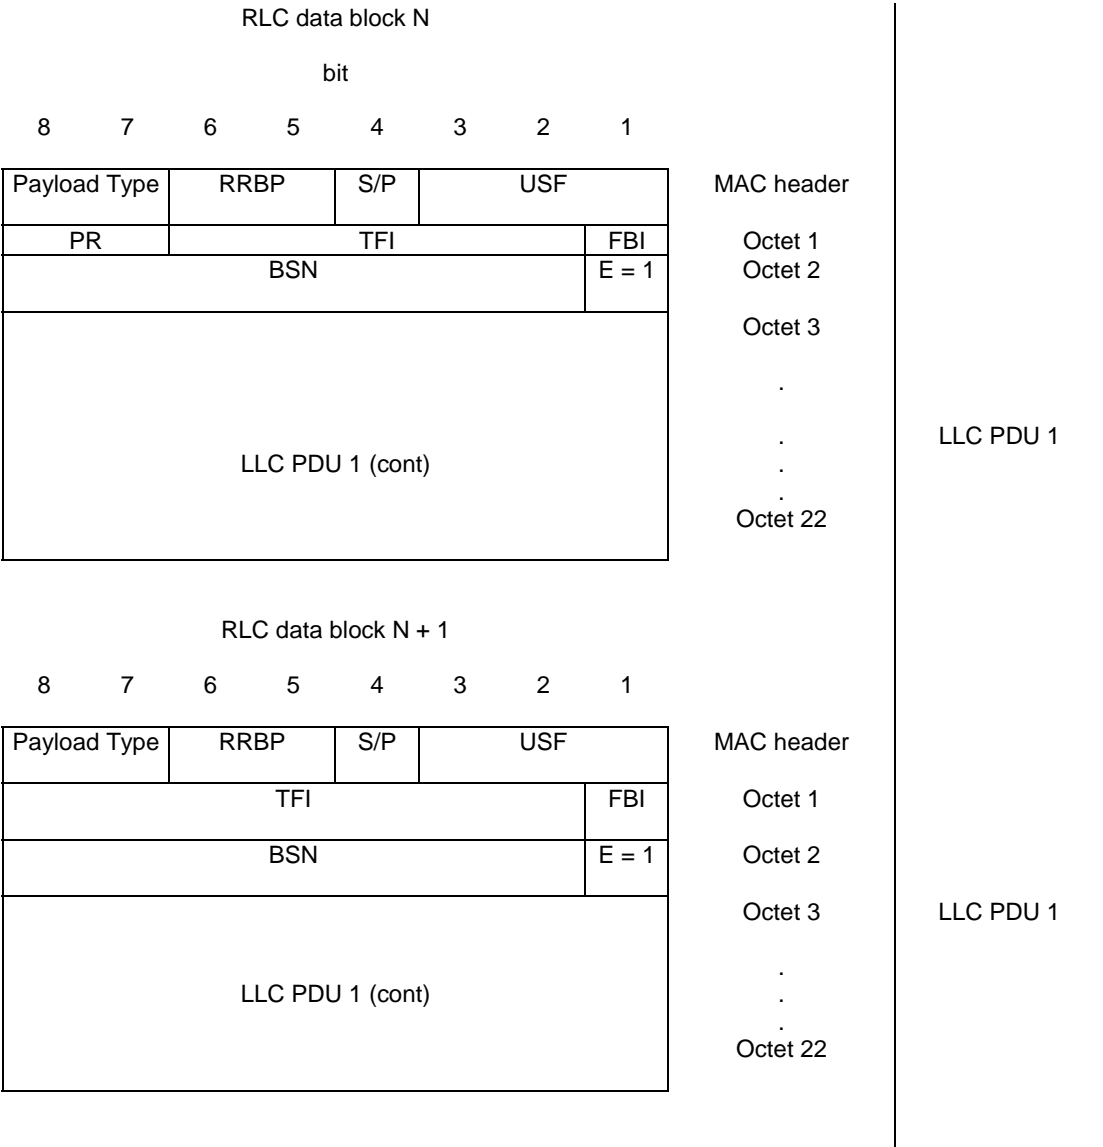 RLC data block N
bit
8 7 6 5 4 3 2 1
Payload Type RRBP S/P USF MAC header
PR TFI FBI Octet 1
BSN E = 1 Octet 2
Octet 3
.
. LLC PDU 1
LLC PDU 1 (cont) .
.
Octet 22
RLC data block N + 1
8 7 6 5 4 3 2 1
Payload Type RRBP S/P USF MAC header
TFI FBI Octet 1
BSN E = 1 Octet 2
Octet 3 LLC PDU 1
.
LLC PDU 1 (cont) .
.
Octet 22